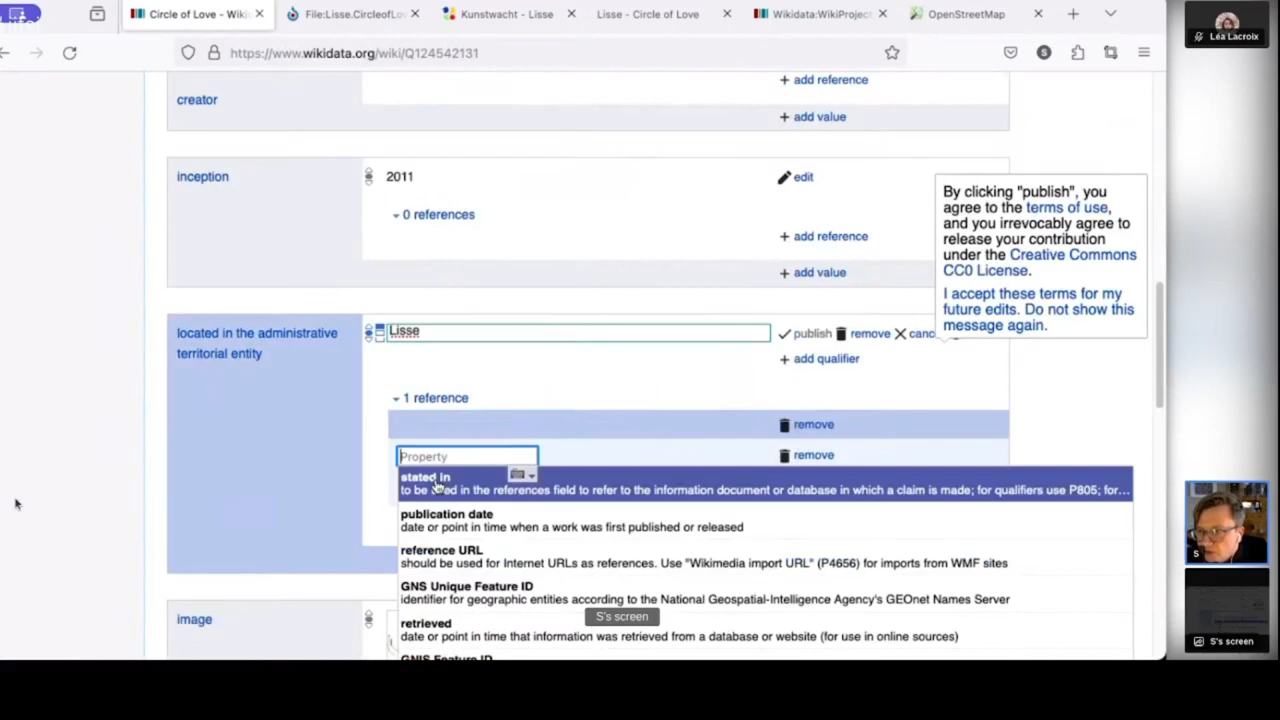 Circle of Love - Wiki
File:Lisse.CircleofL
Kunstwacht - Lisse
Lisse - Circle of Love
Wikidata:WikiProject
OpenStreetMap
Léa Lacroix
https://www.wikidata.org/wiki/Q124542131
S
+ add reference
creator
+ add value
inception
2011
edit
0 references
+ add reference
+ add value
By clicking "publish", you
agree to the terms of use,
and you irrevocably agree to
release your contribution
under the Creative Commons
CC0 License.
I accept these terms for my
future edits. Do not show this
message again.
located in the administrative
territorial entity
Lisse
publish remove canc
+ add qualifier
1 reference
remove
Property
remove
stated in
to be used in the references field to refer to the information document or database in which a claim is made; for qualifiers use P805; for...
publication date
date or point in time when a work was first published or released
reference URL
should be used for Internet URLs as references. Use "Wikimedia import URL" (P4656) for imports from WMF sites
GNS Unique Feature ID
identifier for geographic entities according to the National Geospatial-Intelligence Agency's GEOnet Names Server
retrieved
date or point in time that information was retrieved from a database or website (for use in online sources)
GNIS Feature ID
image
S's screen
S
S's screen